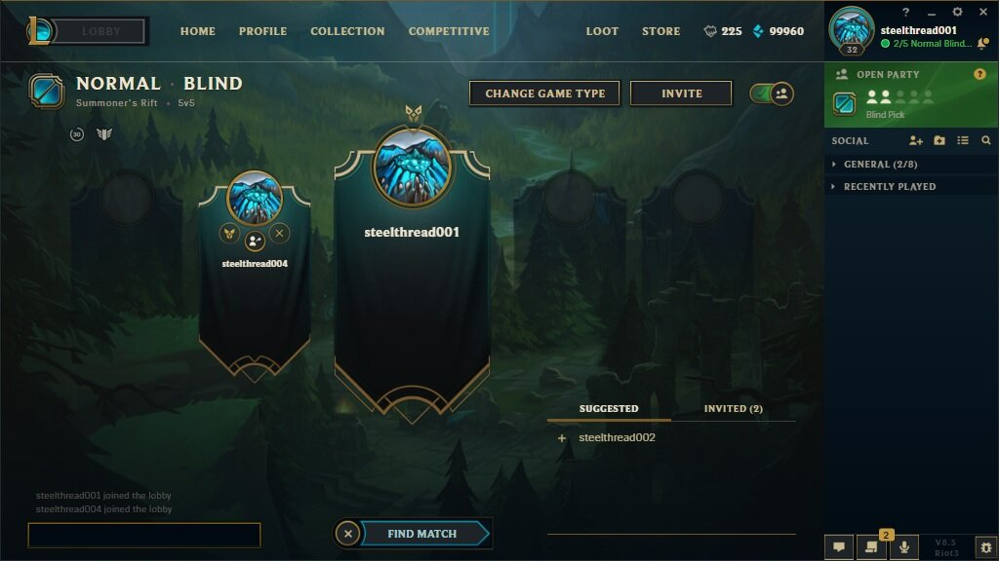 LOBBY
HOME PROFILE COLLECTION COMPETITIVE LOOT STORE 225 99960
?
steelthread001
32
2/5 Normal Blind...
NORMAL · BLIND
Summoner's Rift • 5v5
30
CHANGE GAME TYPE
INVITE
OPEN PARTY ?
Blind Pick
SOCIAL
GENERAL (2/8)
RECENTLY PLAYED
steelthread001
steelthread004
SUGGESTED INVITED (2)
+ steelthread002
steelthread001 joined the lobby
steelthread004 joined the lobby
FIND MATCH
2
V8.5
Riot3